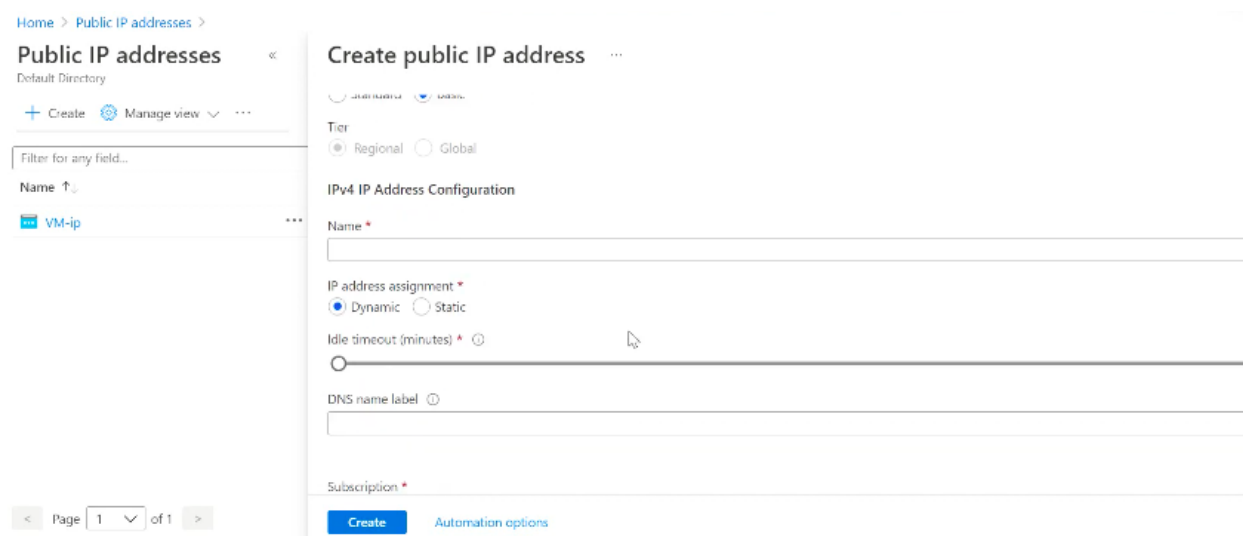 Home > Public IP addresses >
Public IP addresses «
Default Directory
+ Create Manage view ···
Filter for any field...
Name ↑↓
VM-ip ···
< Page 1 of 1 >
Create public IP address ···
Standard Basic
Tier
Regional Global
IPv4 IP Address Configuration
Name *
IP address assignment *
Dynamic Static
Idle timeout (minutes) *
DNS name label
Subscription *
Create Automation options